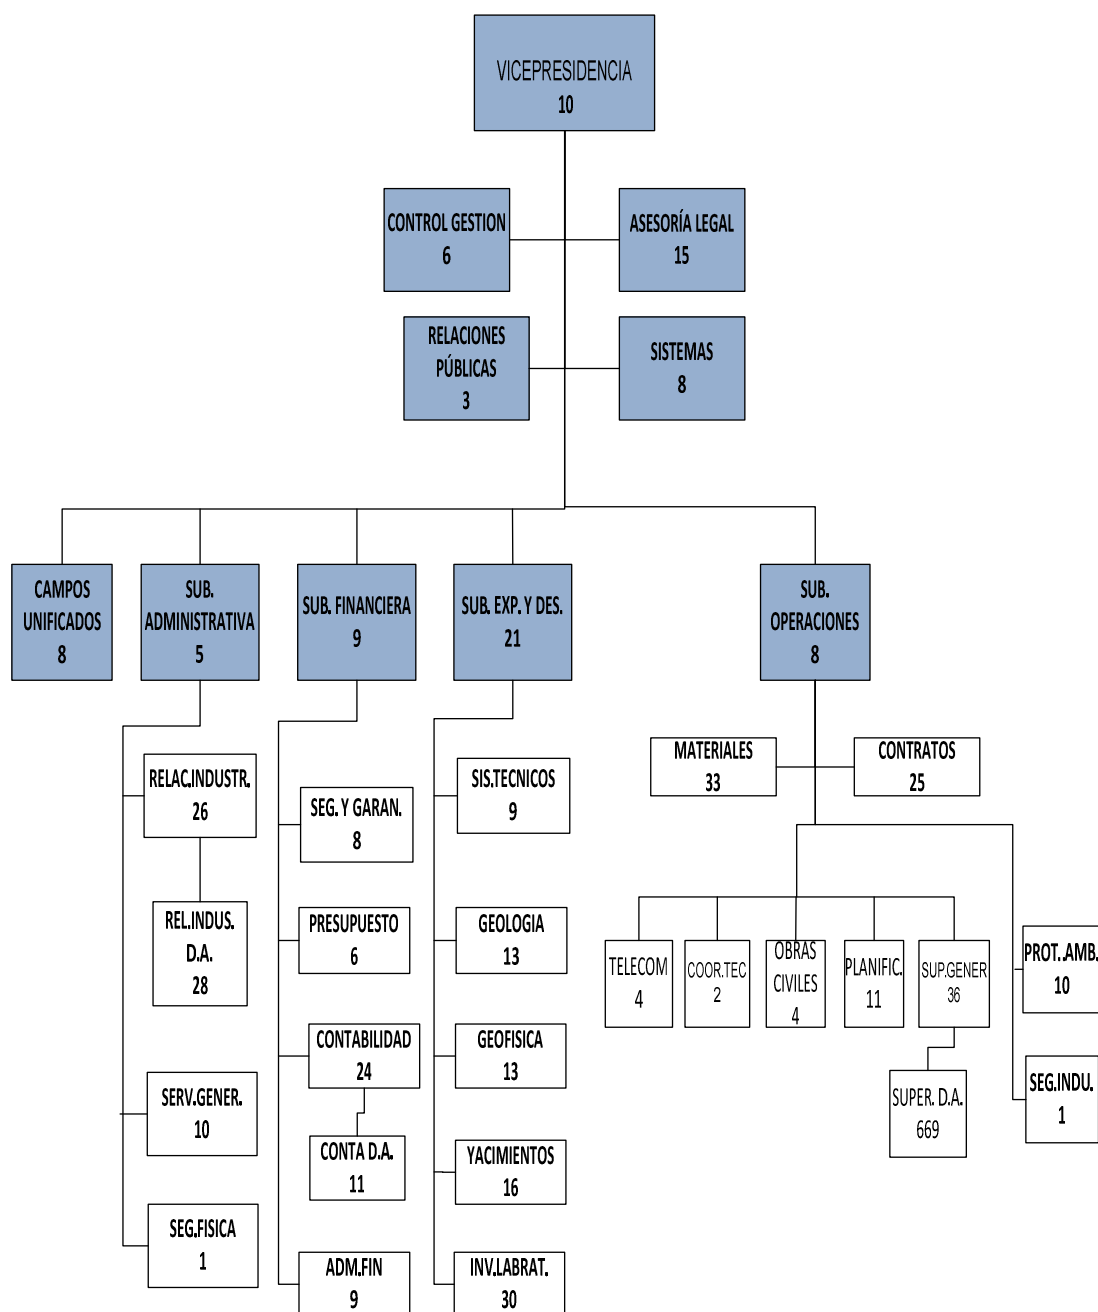 VICEPRESIDENCIA
10
CONTROL GESTION
6
ASESORÍA LEGAL
15
RELACIONES
PÚBLICAS
3
SISTEMAS
8
CAMPOS
UNIFICADOS
8
SUB.
ADMINISTRATIVA
5
SUB. FINANCIERA
9
SUB. EXP. Y DES.
21
SUB.
OPERACIONES
8
RELAC.INDUSTR.
26
REL.INDUS.
D.A.
28
SERV.GENER.
10
SEG.FISICA
1
SEG. Y GARAN.
8
PRESUPUESTO
6
CONTABILIDAD
24
CONTA D.A.
11
ADM.FIN
9
SIS.TECNICOS
9
GEOLOGIA
13
GEOFISICA
13
YACIMIENTOS
16
INV.LABRAT.
30
MATERIALES
33
CONTRATOS
25
TELECOM
4
COOR.TEC
2
OBRAS
CIVILES
4
PLANIFIC.
11
SUP.GENER
36
SUPER. D.A.
669
PROT..AMB.
10
SEG.INDU.
1